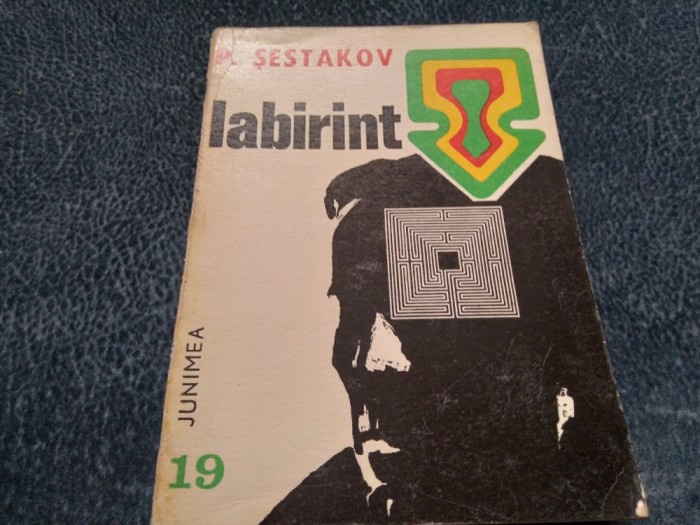 P. ŞESTAKOV
labirint
JUNIMEA
19